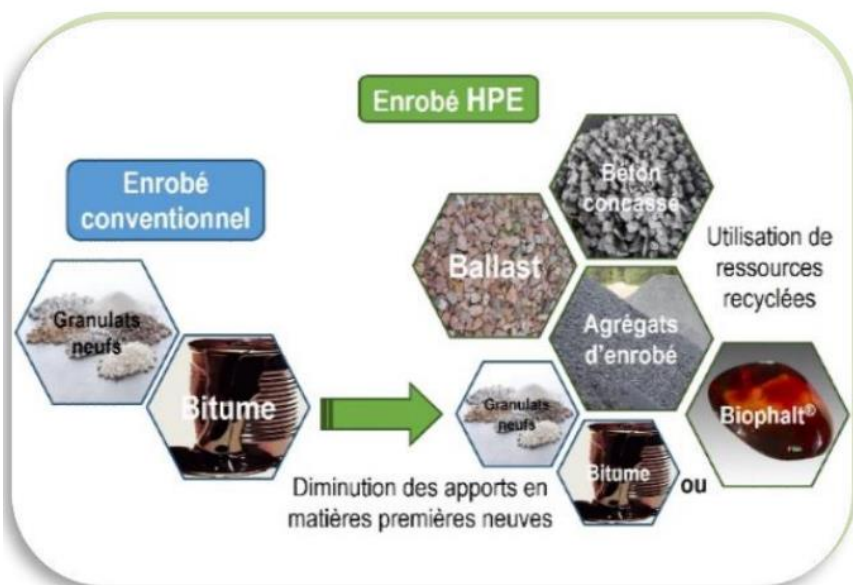 Enrobé HPE
Enrobé
conventionnel
Granulats
neufs
Bitume
Béton
concassé
Ballast
Agrégats
d'enrobé
Utilisation de
ressources
recyclées
Granulats
neufs
Bitume
ou
Biophalt®
Diminution des apports en
matières premières neuves